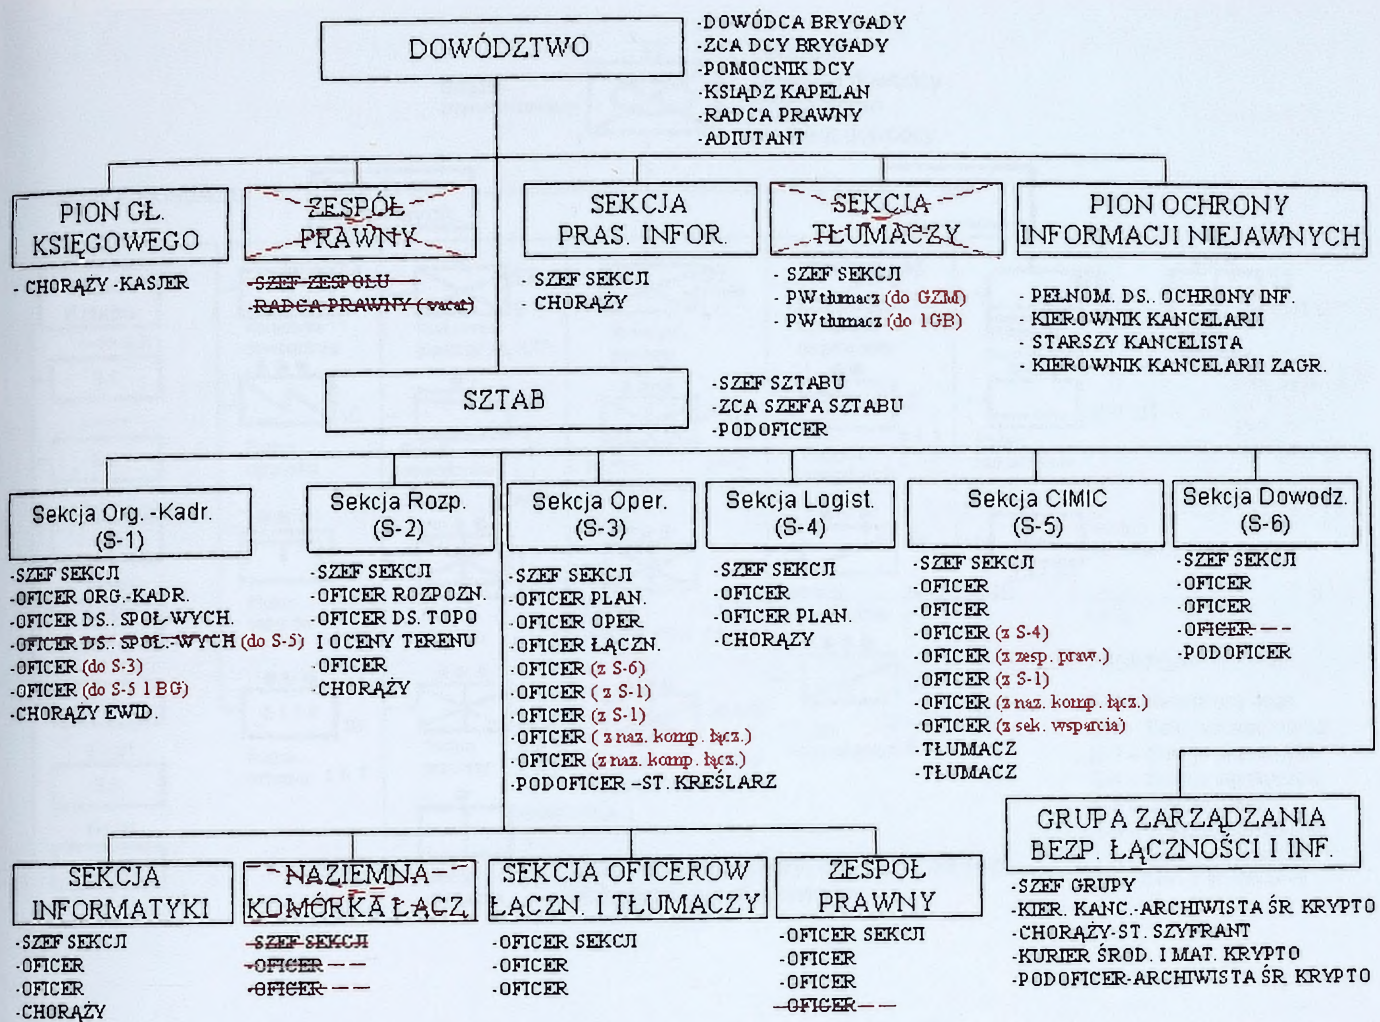 DOWÓDZTWO
-DOWÓDCA BRYGADY
-ZCA DCY BRYGADY
-POMOCNIK DCY
-KSIĄDZ KAPELAN
-RADCA PRAWNY
-ADIUTANT
PION GŁ.
KSIĘGOWEGO
- CHORĄŻY -KASJER
ZESPÓŁ
PRAWNY
-SZEF ZESPOŁU
-RADCA PRAWNY (vacat)
SEKCJA
PRAS. INFOR.
- SZEF SEKCJI
- CHORĄŻY
SEKCJA
TŁUMACZY
- SZEF SEKCJI
- PW tłumacz (do GZM)
- PW tłumacz (do 1GB)
PION OCHRONY
INFORMACJI NIEJAWNYCH
- PEŁNOM. DS.. OCHRONY INF.
- KIEROWNIK KANCELARII
- STARSZY KANCELISTA
- KIEROWNIK KANCELARII ZAGR.
SZTAB
-SZEF SZTABU
-ZCA SZEFA SZTABU
-PODOFICER
Sekcja Org. -Kadr.
(S-1)
-SZEF SEKCJI
-OFICER ORG.-KADR.
-OFICER DS.. SPOŁ-WYCH.
-OFICER DS.. SPOŁ.-WYCH (do S-5)
-OFICER (do S-3)
-OFICER (do S-5 1 BG)
-CHORĄŻY EWID.
Sekcja Rozp.
(S-2)
-SZEF SEKCJI
-OFICER ROZPOZN.
-OFICER DS. TOPO
I OCENY TERENU
-OFICER
-CHORĄŻY
Sekcja Oper.
(S-3)
-SZEF SEKCJI
-OFICER PLAN.
-OFICER OPER.
-OFICER ŁĄCZN.
-OFICER (z S-6)
-OFICER ( z S-1)
-OFICER (z S-1)
-OFICER ( z naz. komp. łącz.)
-OFICER (z naz. komp. łącz.)
-PODOFICER –ST. KREŚLARZ
Sekcja Logist.
(S-4)
-SZEF SEKCJI
-OFICER
-OFICER PLAN.
-CHORĄŻY
Sekcja CIMIC
(S-5)
-SZEF SEKCJI
-OFICER
-OFICER
-OFICER (z S-4)
-OFICER (z zesp. praw.)
-OFICER (z S-1)
-OFICER (z naz. komp. łącz.)
-OFICER (z sek. wsparcia)
-TŁUMACZ
-TŁUMACZ
Sekcja Dowodz.
(S-6)
-SZEF SEKCJI
-OFICER
-OFICER
-OFICER
-PODOFICER
SEKCJA
INFORMATYKI
-SZEF SEKCJI
-OFICER
-OFICER
-CHORĄŻY
NAZIEMNA
KOMÓRKA ŁĄCZ
-SZEF SEKCJI
-OFICER
-OFICER
SEKCJA OFICERÓW
ŁĄCZN. I TŁUMACZY
-OFICER SEKCJI
-OFICER
-OFICER
ZESPÓŁ
PRAWNY
-OFICER SEKCJI
-OFICER
-OFICER
-OFICER
GRUPA ZARZĄDZANIA
BEZP. ŁĄCZNOŚCI I INF.
-SZEF GRUPY
-KIER. KANC.-ARCHIWISTA ŚR. KRYPTO
-CHORĄŻY-ST. SZYFRANT
-KURIER ŚROD. I MAT. KRYPTO
-PODOFICER-ARCHIWISTA ŚR. KRYPTO